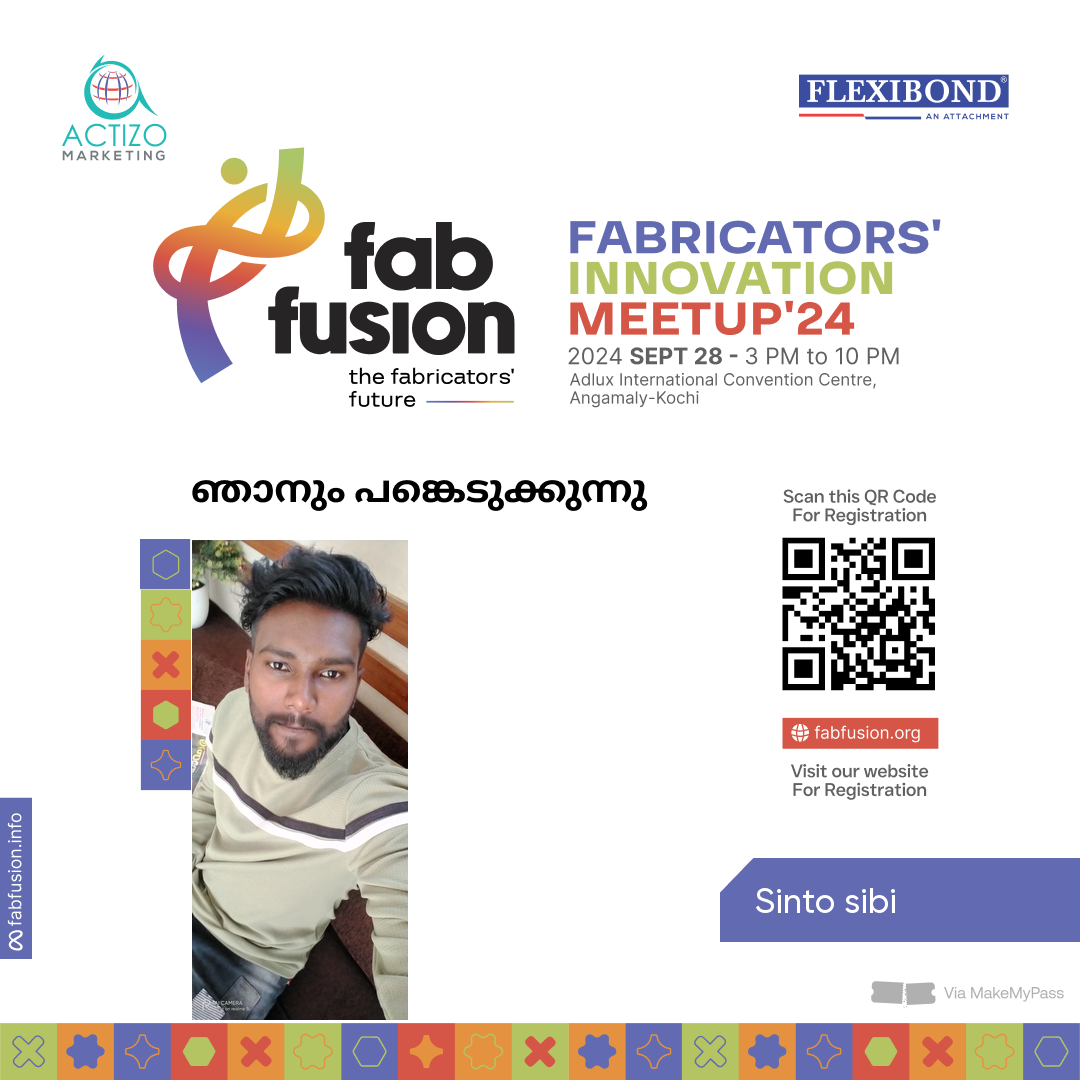 ACTIZO
MARKETING
FLEXIBOND®
AN ATTACHMENT
fab
fusion
the fabricators'
future
FABRICATORS'
INNOVATION
MEETUP'24
2024 SEPT 28 - 3 PM to 10 PM
Adlux International Convention Centre,
Angamaly-Kochi
ഞാനും പങ്കെടുക്കുന്നു
Scan this QR Code
For Registration
fabfusion.org
Visit our website
For Registration
fabfusion.info
Sinto sibi
Via MakeMyPass